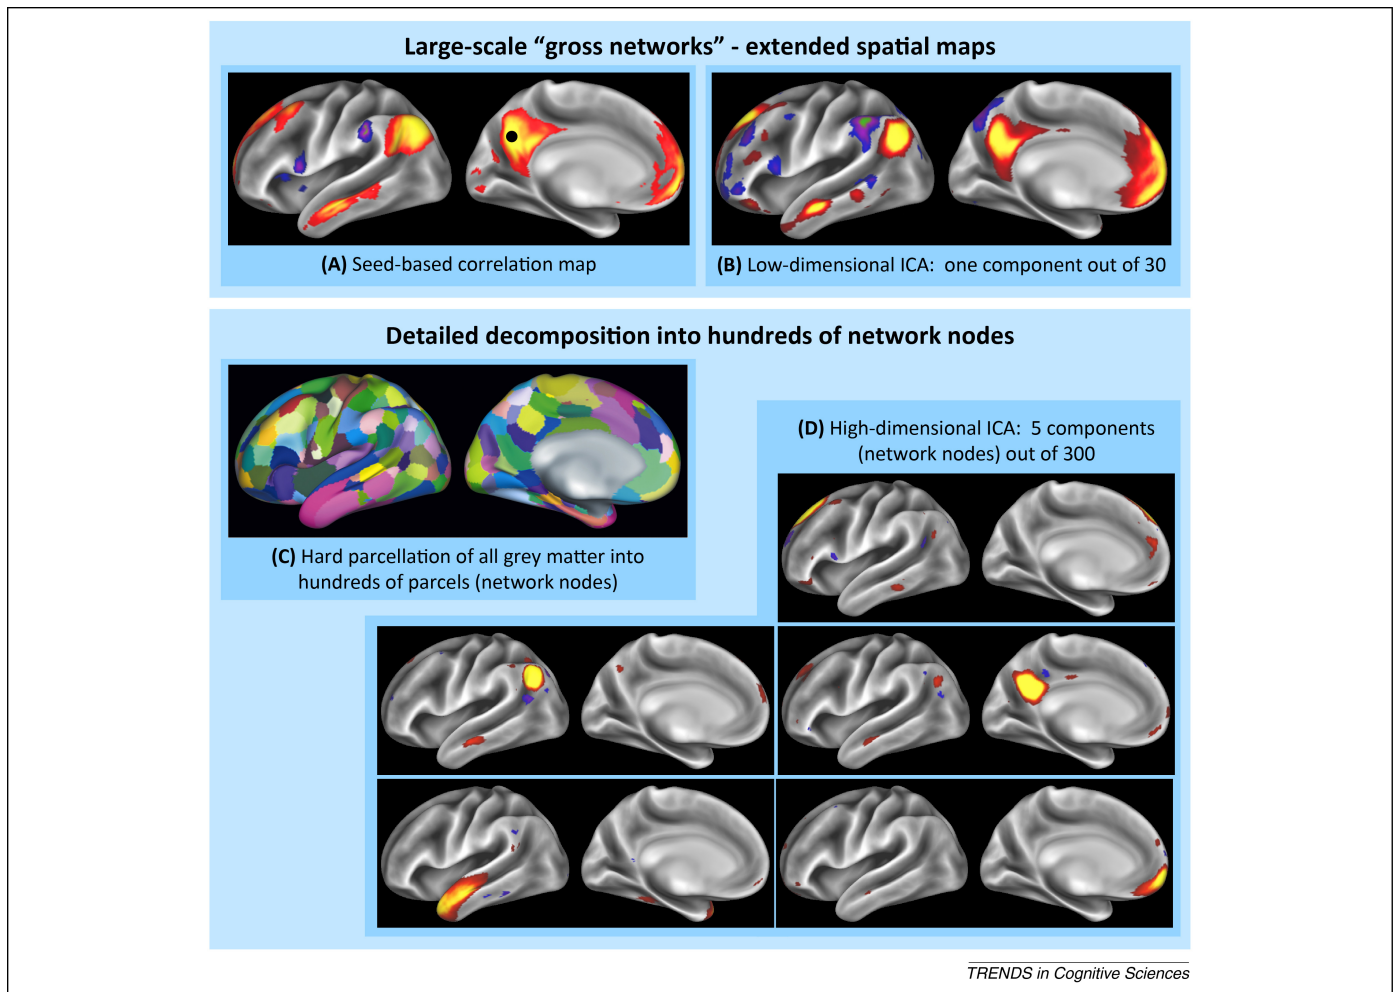 Large-scale “gross networks” - extended spatial maps
(A) Seed-based correlation map
(B) Low-dimensional ICA:  one component out of 30
Detailed decomposition into hundreds of network nodes
(C) Hard parcellation of all grey matter into
hundreds of parcels (network nodes)
(D) High-dimensional ICA:  5 components
(network nodes) out of 300
TRENDS in Cognitive Sciences